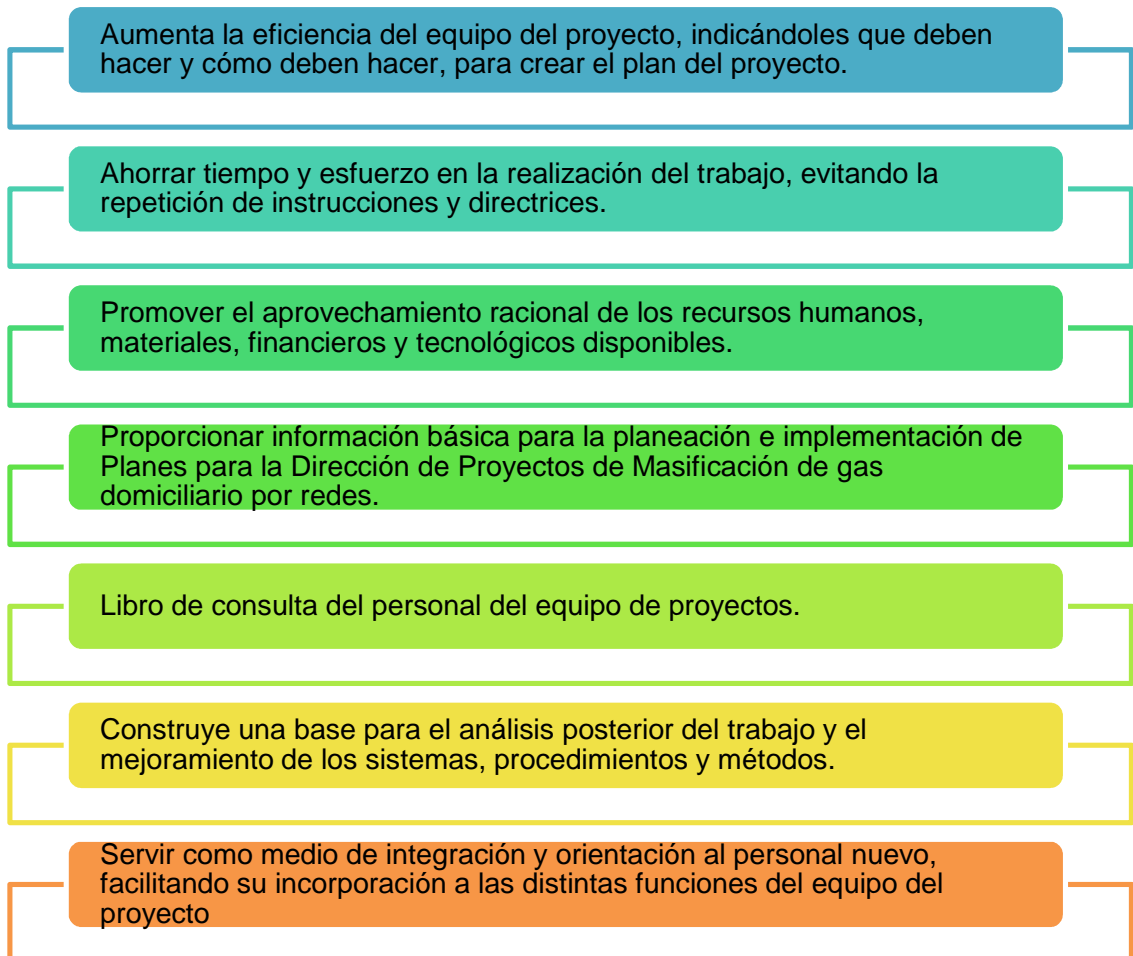 Aumenta la eficiencia del equipo del proyecto, indicándoles que deben
hacer y cómo deben hacer, para crear el plan del proyecto.
Ahorrar tiempo y esfuerzo en la realización del trabajo, evitando la
repetición de instrucciones y directrices.
Promover el aprovechamiento racional de los recursos humanos,
materiales, financieros y tecnológicos disponibles.
Proporcionar información básica para la planeación e implementación de
Planes para la Dirección de Proyectos de Masificación de gas
domiciliario por redes.
Libro de consulta del personal del equipo de proyectos.
Construye una base para el análisis posterior del trabajo y el
mejoramiento de los sistemas, procedimientos y métodos.
Servir como medio de integración y orientación al personal nuevo,
facilitando su incorporación a las distintas funciones del equipo del
proyecto